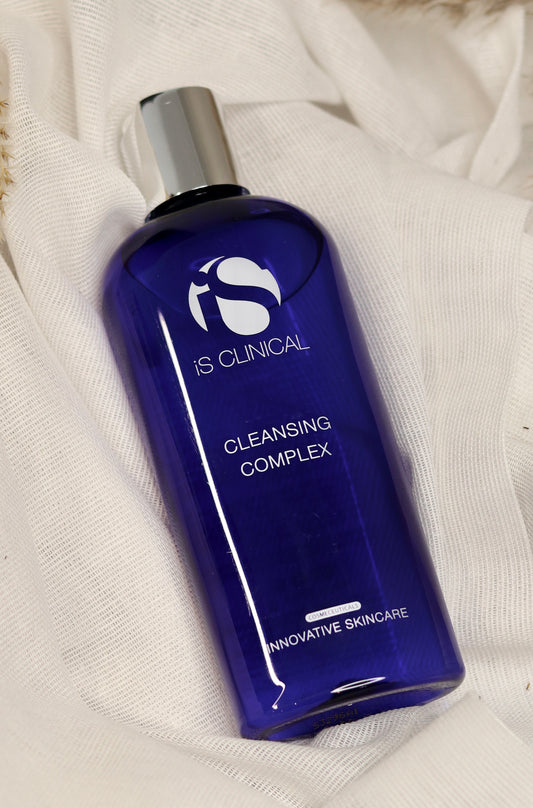 iS
iS CLINICAL
CLEANSING
COMPLEX
COSMECEUTICALS
INNOVATIVE SKINCARE